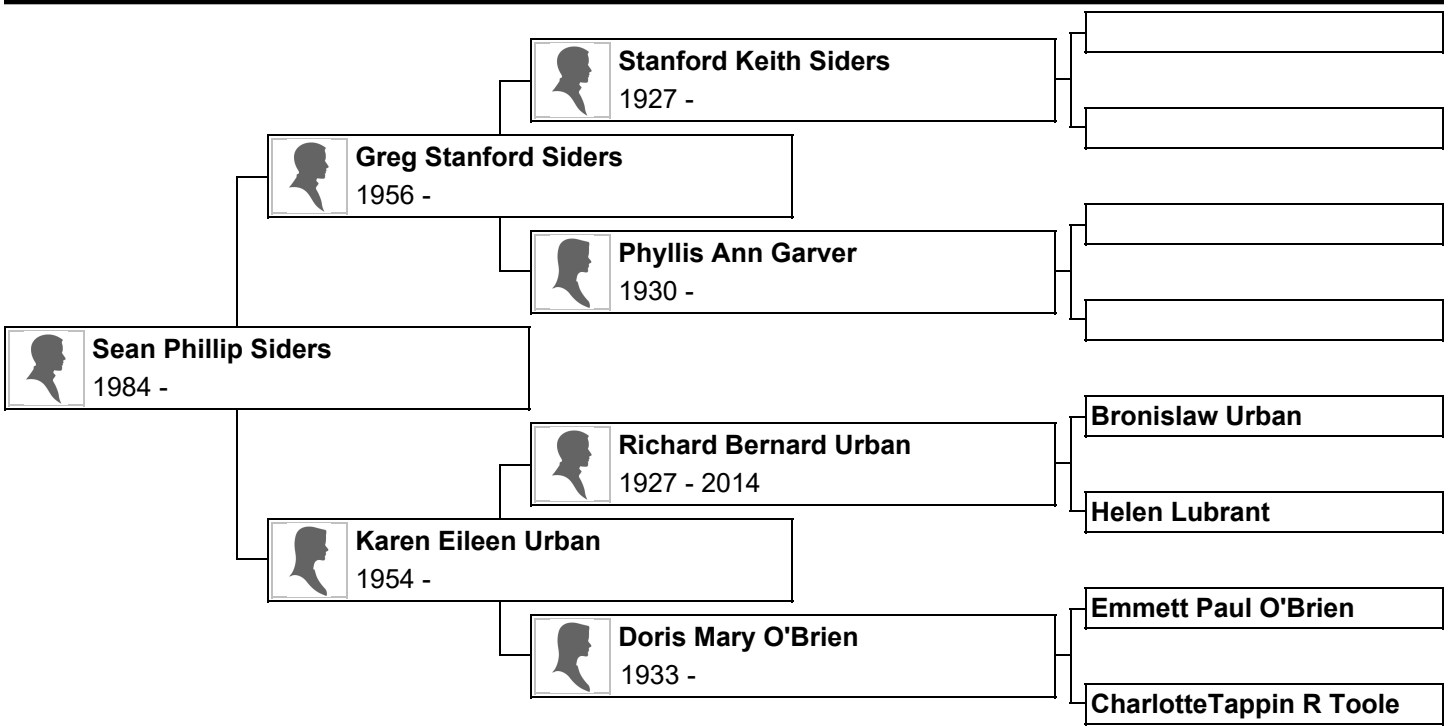 Stanford Keith Siders
1927 -
Greg Stanford Siders
1956 -
Phyllis Ann Garver
1930 -
Sean Phillip Siders
1984 -
Bronislaw Urban
Richard Bernard Urban
1927 - 2014
Helen Lubrant
Karen Eileen Urban
1954 -
Emmett Paul O'Brien
Doris Mary O'Brien
1933 -
CharlotteTappin R Toole